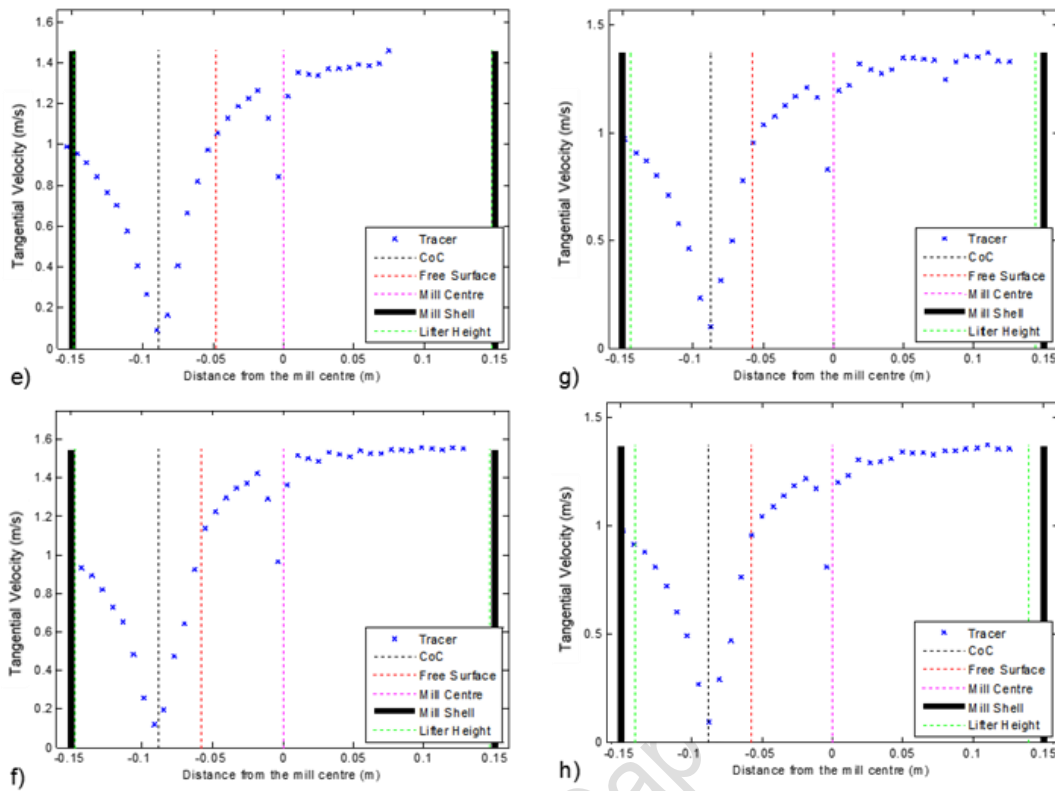 1.6
1.4
1.2
1
0.8
0.6
0.4
0.2
0
Tangential Velocity (m/s)
Tracer
CoC
Free Surface
Mill Centre
Mill Shell
Lifter Height
-0.15 -0.1 -0.05 0 0.05 0.1 0.15
Distance from the mill centre (m)
e)
1.5
1
0.5
0
Tangential Velocity (m/s)
Tracer
CoC
Free Surface
Mill Centre
Mill Shell
Lifter Height
-0.15 -0.1 -0.05 0 0.05 0.1 0.15
Distance from the mill centre (m)
g)
1.6
1.4
1.2
1
0.8
0.6
0.4
0.2
0
Tangential Velocity (m/s)
Tracer
CoC
Free Surface
Mill Centre
Mill Shell
Lifter Height
-0.15 -0.1 -0.05 0 0.05 0.1 0.15
Distance from the mill centre (m)
f)
1.5
1
0.5
0
Tangential Velocity (m/s)
Tracer
CoC
Free Surface
Mill Centre
Mill Shell
Lifter Height
-0.15 -0.1 -0.05 0 0.05 0.1 0.15
Distance from the mill centre (m)
h)